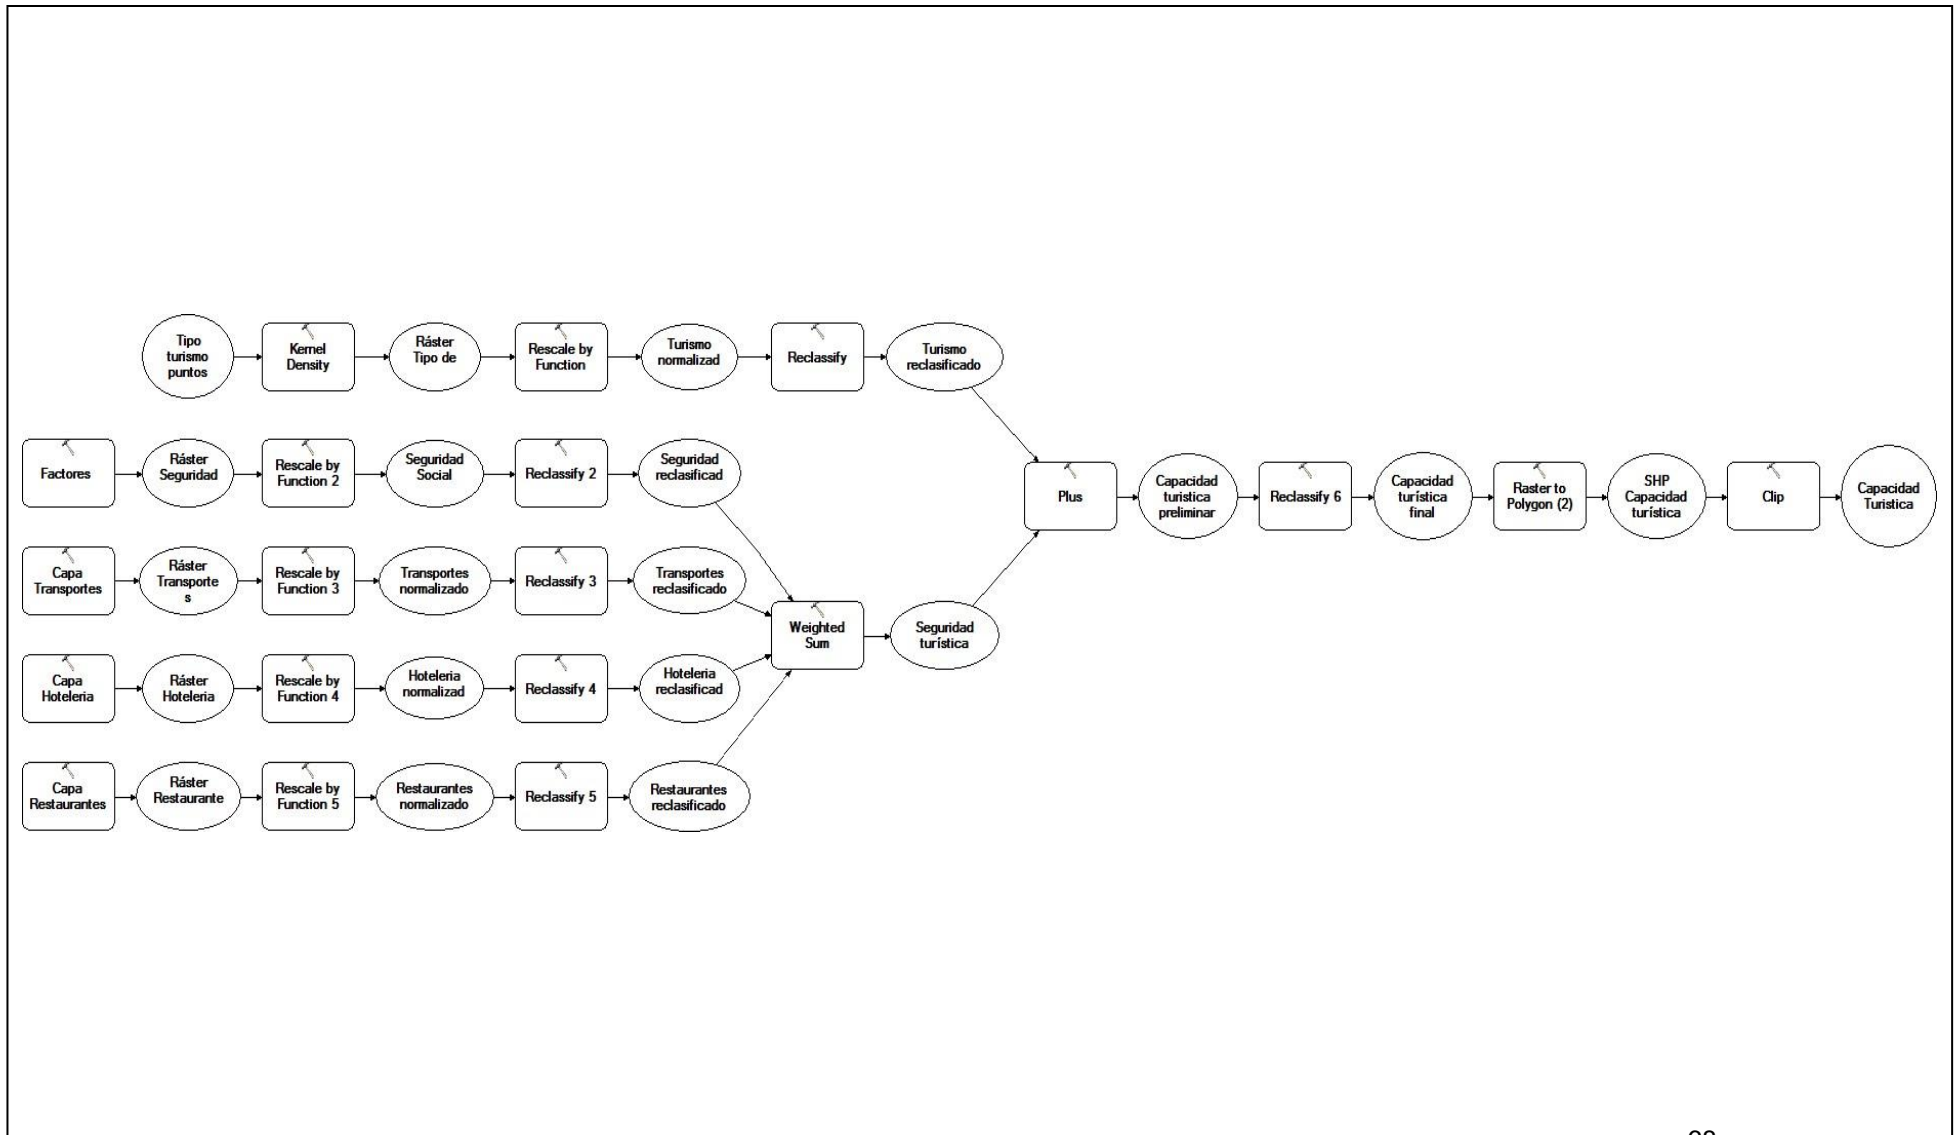 Tipo
turismo
puntos
Kernel
Density
Ráster
Tipo de
Rescale by
Function
Turismo
normalizad
Reclassify
Turismo
reclasificado
Factores
Ráster
Seguridad
Rescale by
Function 2
Seguridad
Social
Reclassify 2
Seguridad
reclasificad
Capa
Transportes
Ráster
Transporte
s
Rescale by
Function 3
Transportes
normalizado
Reclassify 3
Transportes
reclasificado
Capa
Hoteleria
Ráster
Hoteleria
Rescale by
Function 4
Hoteleria
normalizad
Reclassify 4
Hoteleria
reclasificad
Capa
Restaurantes
Ráster
Restaurante
Rescale by
Function 5
Restaurantes
normalizado
Reclassify 5
Restaurantes
reclasificado
Weighted
Sum
Seguridad
turística
Plus
Capacidad
turistica
preliminar
Reclassify 6
Capacidad
turística
final
Raster to
Polygon (2)
SHP
Capacidad
turística
Clip
Capacidad
Turistica